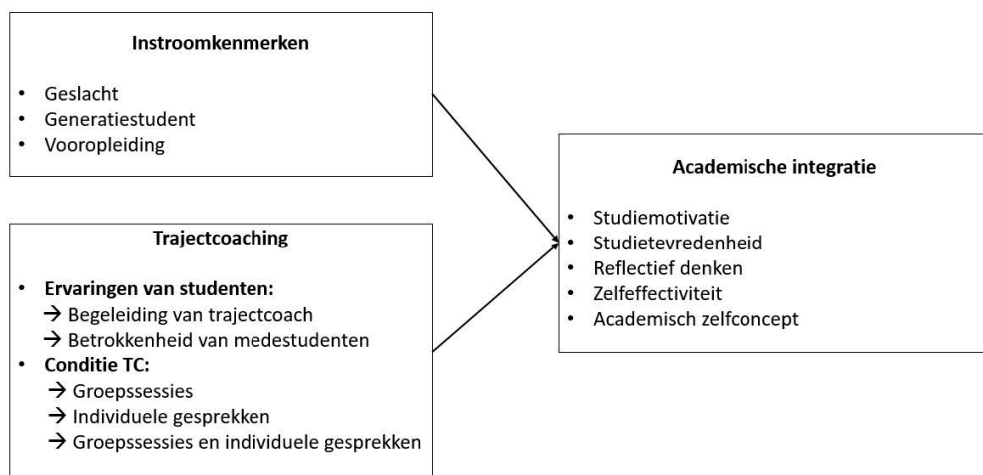 Instroomkenmerken
• Geslacht
• Generatiestudent
• Vooropleiding
Trajectcoaching
• Ervaringen van studenten:
→ Begeleiding van trajectcoach
→ Betrokkenheid van medestudenten
• Conditie TC:
→ Groepssessies
→ Individuele gesprekken
→ Groepssessies en individuele gesprekken
Academische integratie
• Studiemotivatie
• Studietevredenheid
• Reflectief denken
• Zelfeffectiviteit
• Academisch zelfconcept